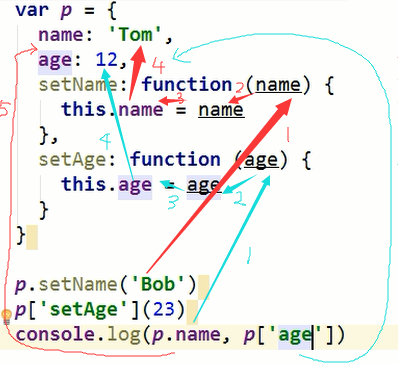 var p = {
  name: 'Tom',
  age: 12,
4
  setName: function (name) {
2
    this.name = name
3
1
  },
5
4
  setAge: function (age) {
    this.age = age
3
2
  }
}
1
p.setName('Bob')
p['setAge'](23)
console.log(p.name, p['age'])